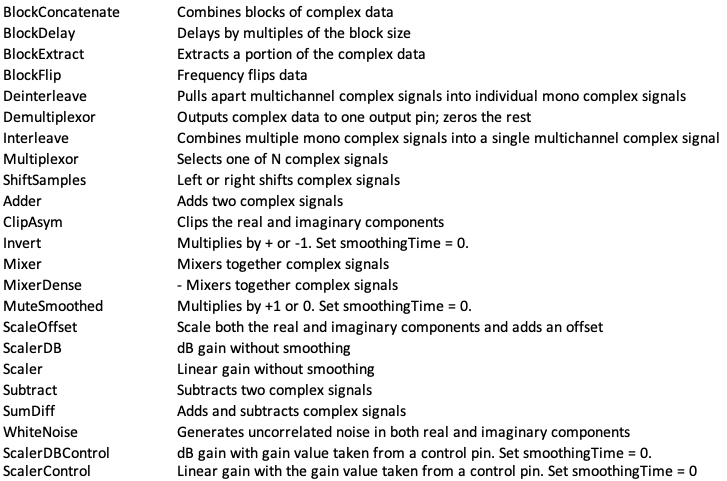 BlockConcatenate Combines blocks of complex data
BlockDelay Delays by multiples of the block size
BlockExtract Extracts a portion of the complex data
BlockFlip Frequency flips data
Deinterleave Pulls apart multichannel complex signals into individual mono complex signals
Demultiplexor Outputs complex data to one output pin; zeros the rest
Interleave Combines multiple mono complex signals into a single multichannel complex signal
Multiplexor Selects one of N complex signals
ShiftSamples Left or right shifts complex signals
Adder Adds two complex signals
ClipAsym Clips the real and imaginary components
Invert Multiplies by + or -1. Set smoothingTime = 0.
Mixer Mixers together complex signals
MixerDense - Mixers together complex signals
MuteSmoothed Multiplies by +1 or 0. Set smoothingTime = 0.
ScaleOffset Scale both the real and imaginary components and adds an offset
ScalerDB dB gain without smoothing
Scaler Linear gain without smoothing
Subtract Subtracts two complex signals
SumDiff Adds and subtracts complex signals
WhiteNoise Generates uncorrelated noise in both real and imaginary components
ScalerDBControl dB gain with gain value taken from a control pin. Set smoothingTime = 0.
ScalerControl Linear gain with the gain value taken from a control pin. Set smoothingTime = 0